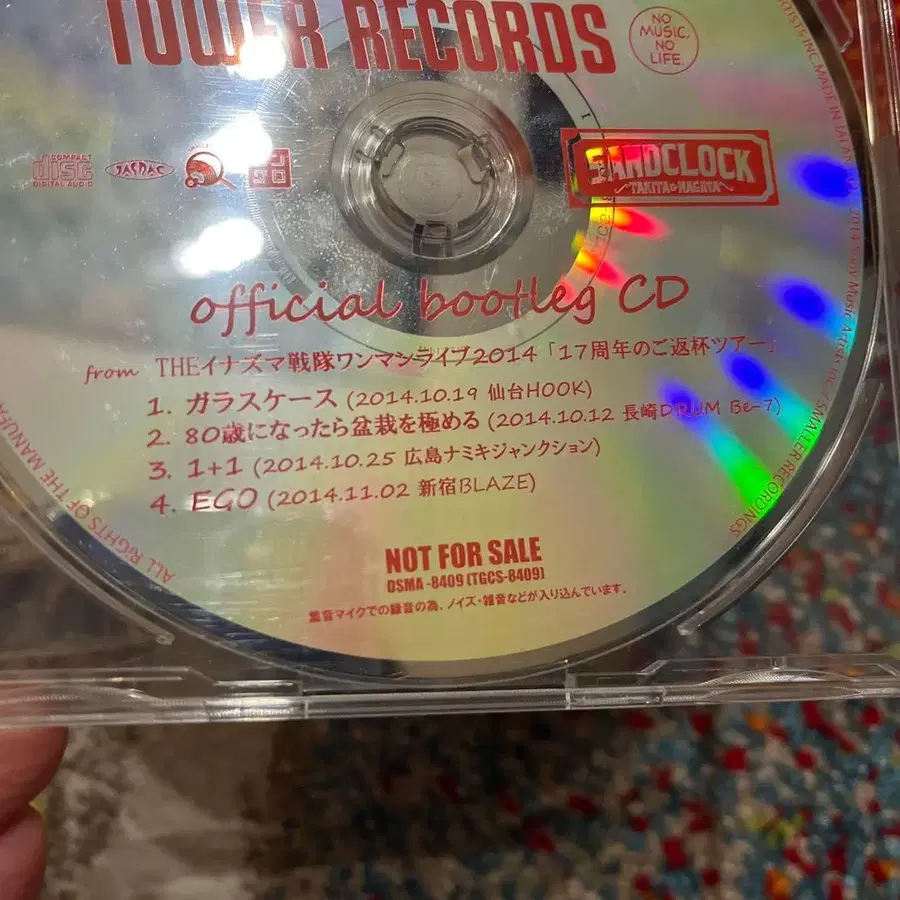 TOWER RECORDS
NO MUSIC, NO LIFE.
COMPACT disc DIGITAL AUDIO
JASRAC
SANDCLOCK
TAKITA & NAGATA
official bootleg CD
from THEイナズマ戦隊ワンマンライブ2014「17周年のご返杯ツアー」
1. ガラスケース (2014.10.19 仙台HOOK)
2. 80歳になったら盆栽を極める (2014.10.12 長崎DRUM Be-7)
3. 1+1 (2014.10.25 広島ナミキジャンクション)
4. EGO (2014.11.02 新宿BLAZE)
NOT FOR SALE
DSMA-8409 (TGCS-8409)
集音マイクでの録音の為、ノイズ・雑音などが入り込んでいます。
ALL RIGHTS OF THE
INC. MADE IN JAPAN
2014 Sony Music Artists Inc. / SMALLER RECORDINGS